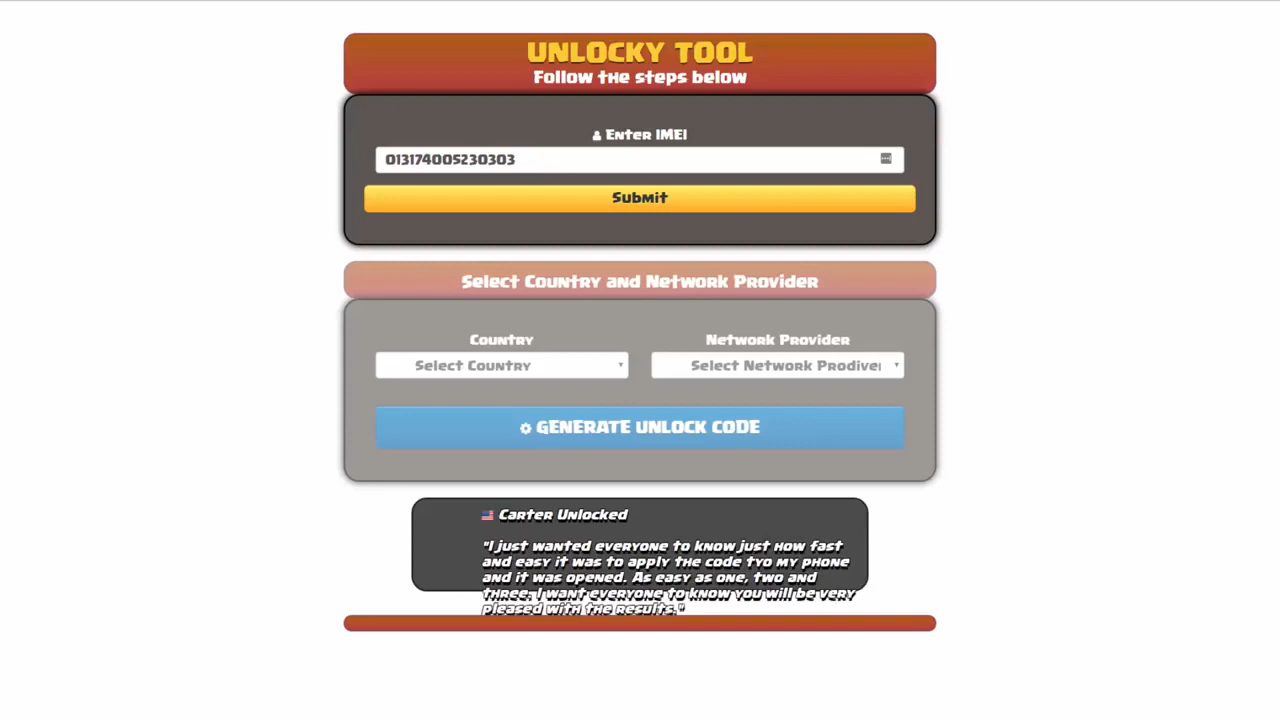 UNLOCKY TOOL
Follow the steps below
Enter IMEI
013174005230303
Submit
Select Country and Network Provider
Country Network Provider
Select Country Select Network Prodiver
GENERATE UNLOCK CODE
Carter Unlocked
"I just wanted everyone to know just how fast
and easy it was to apply the code tyo my phone
and it was opened. As easy as one, two and
three. I want everyone to know you will be very
pleased with the results."